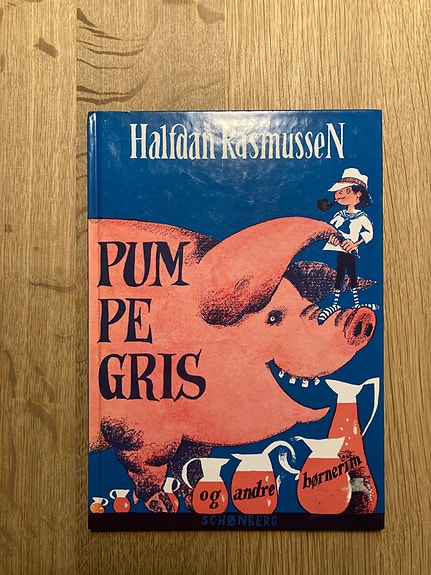 Halfdan Rasmussen
PUM
PE
GRIS
og andre børnerim
SCHØNBERG